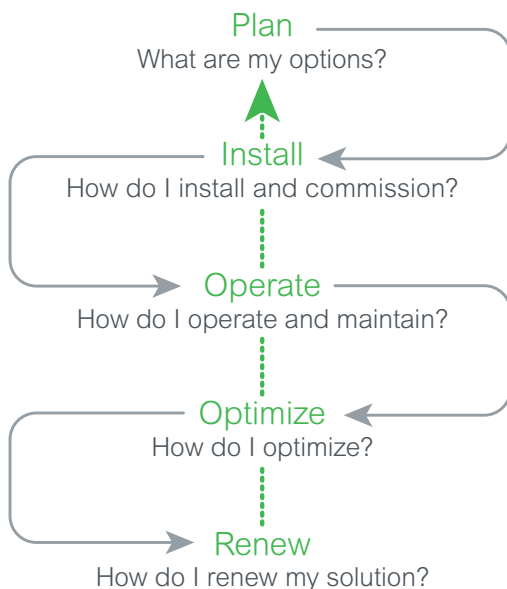 Plan
What are my options?
Install
How do I install and commission?
Operate
How do I operate and maintain?
Optimize
How do I optimize?
Renew
How do I renew my solution?